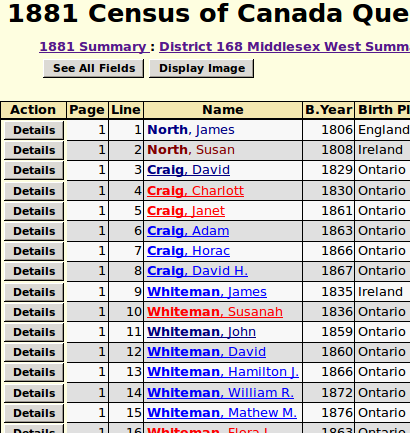 1881 Census of Canada Que
1881 Summary : District 168 Middlesex West Summ
See All Fields Display Image
Action Page Line Name B.Year Birth Pl
Details 1 1 North, James 1806 England
Details 1 2 North, Susan 1808 Ireland
Details 1 3 Craig, David 1829 Ontario
Details 1 4 Craig, Charlott 1830 Ontario
Details 1 5 Craig, Janet 1861 Ontario
Details 1 6 Craig, Adam 1863 Ontario
Details 1 7 Craig, Horac 1866 Ontario
Details 1 8 Craig, David H. 1867 Ontario
Details 1 9 Whiteman, James 1835 Ireland
Details 1 10 Whiteman, Susanah 1836 Ontario
Details 1 11 Whiteman, John 1859 Ontario
Details 1 12 Whiteman, David 1860 Ontario
Details 1 13 Whiteman, Hamilton J. 1866 Ontario
Details 1 14 Whiteman, William R. 1872 Ontario
Details 1 15 Whiteman, Mathew M. 1876 Ontario
Details 1 16 Whiteman, Flora 1863 Ontario